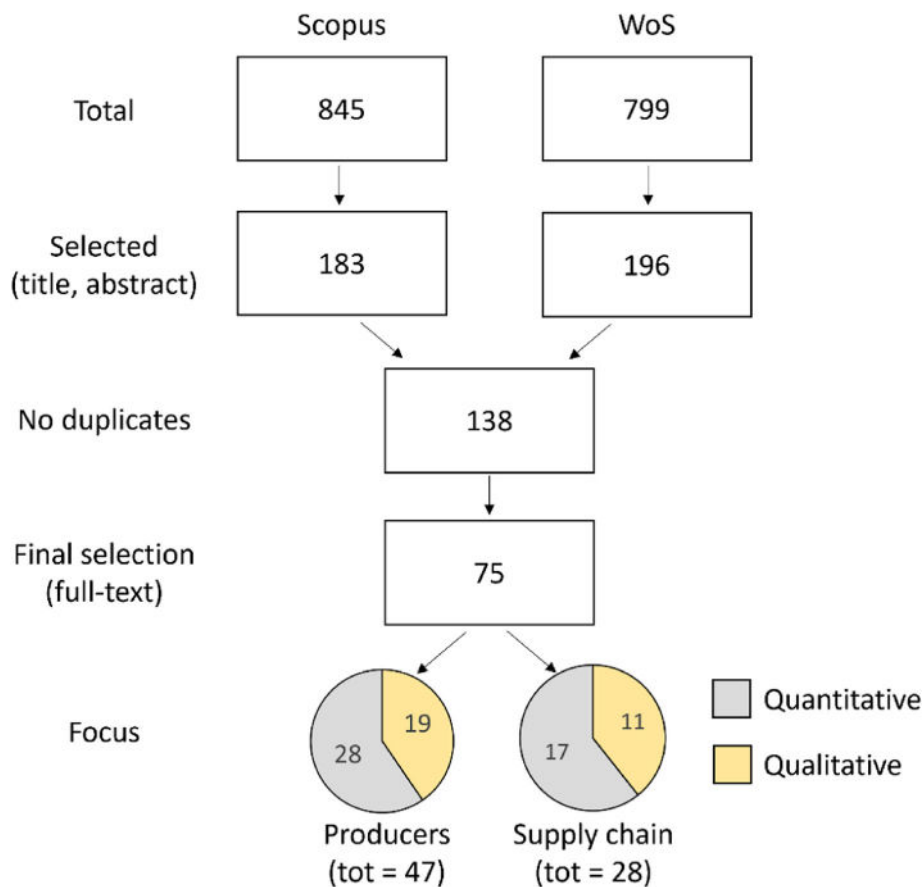 Scopus
WoS
Total
845
799
Selected
(title, abstract)
183
196
No duplicates
138
Final selection
(full-text)
75
Focus
28
19
17
11
Quantitative
Qualitative
Producers
(tot = 47)
Supply chain
(tot = 28)